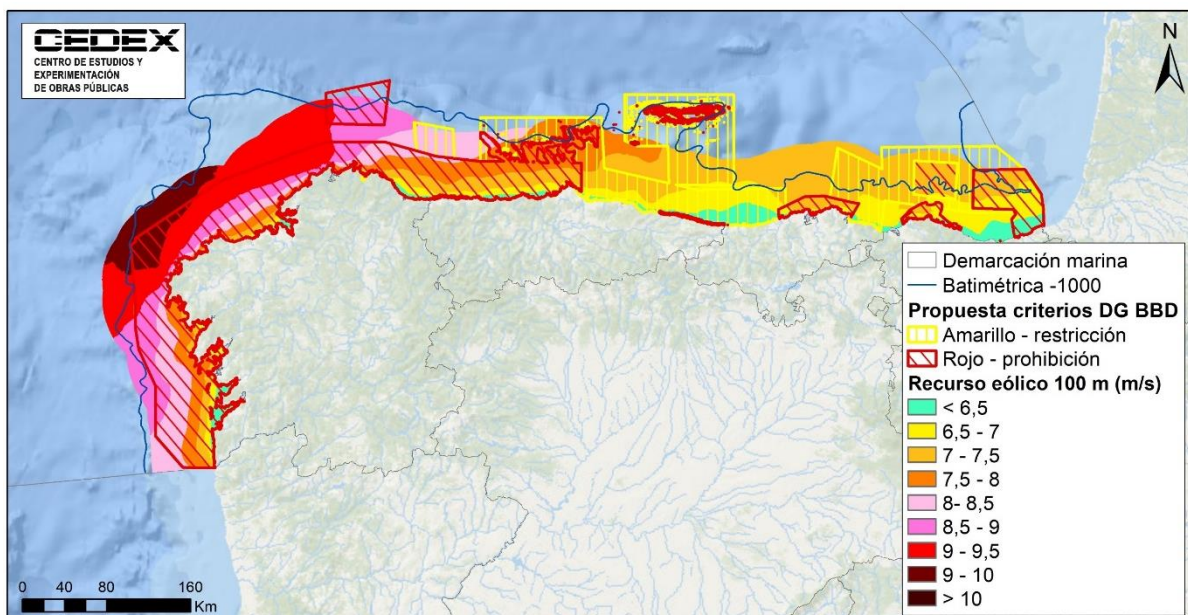 CEDEX
CENTRO DE ESTUDIOS Y
EXPERIMENTACIÓN
DE OBRAS PÚBLICAS
N
Demarcación marina
Batimétrica -1000
Propuesta criterios DG BBD
Amarillo - restricción
Rojo - prohibición
Recurso eólico 100 m (m/s)
< 6,5
6,5 - 7
7 - 7,5
7,5 - 8
8- 8,5
8,5 - 9
9 - 9,5
9 - 10
> 10
0 40 80 160
Km